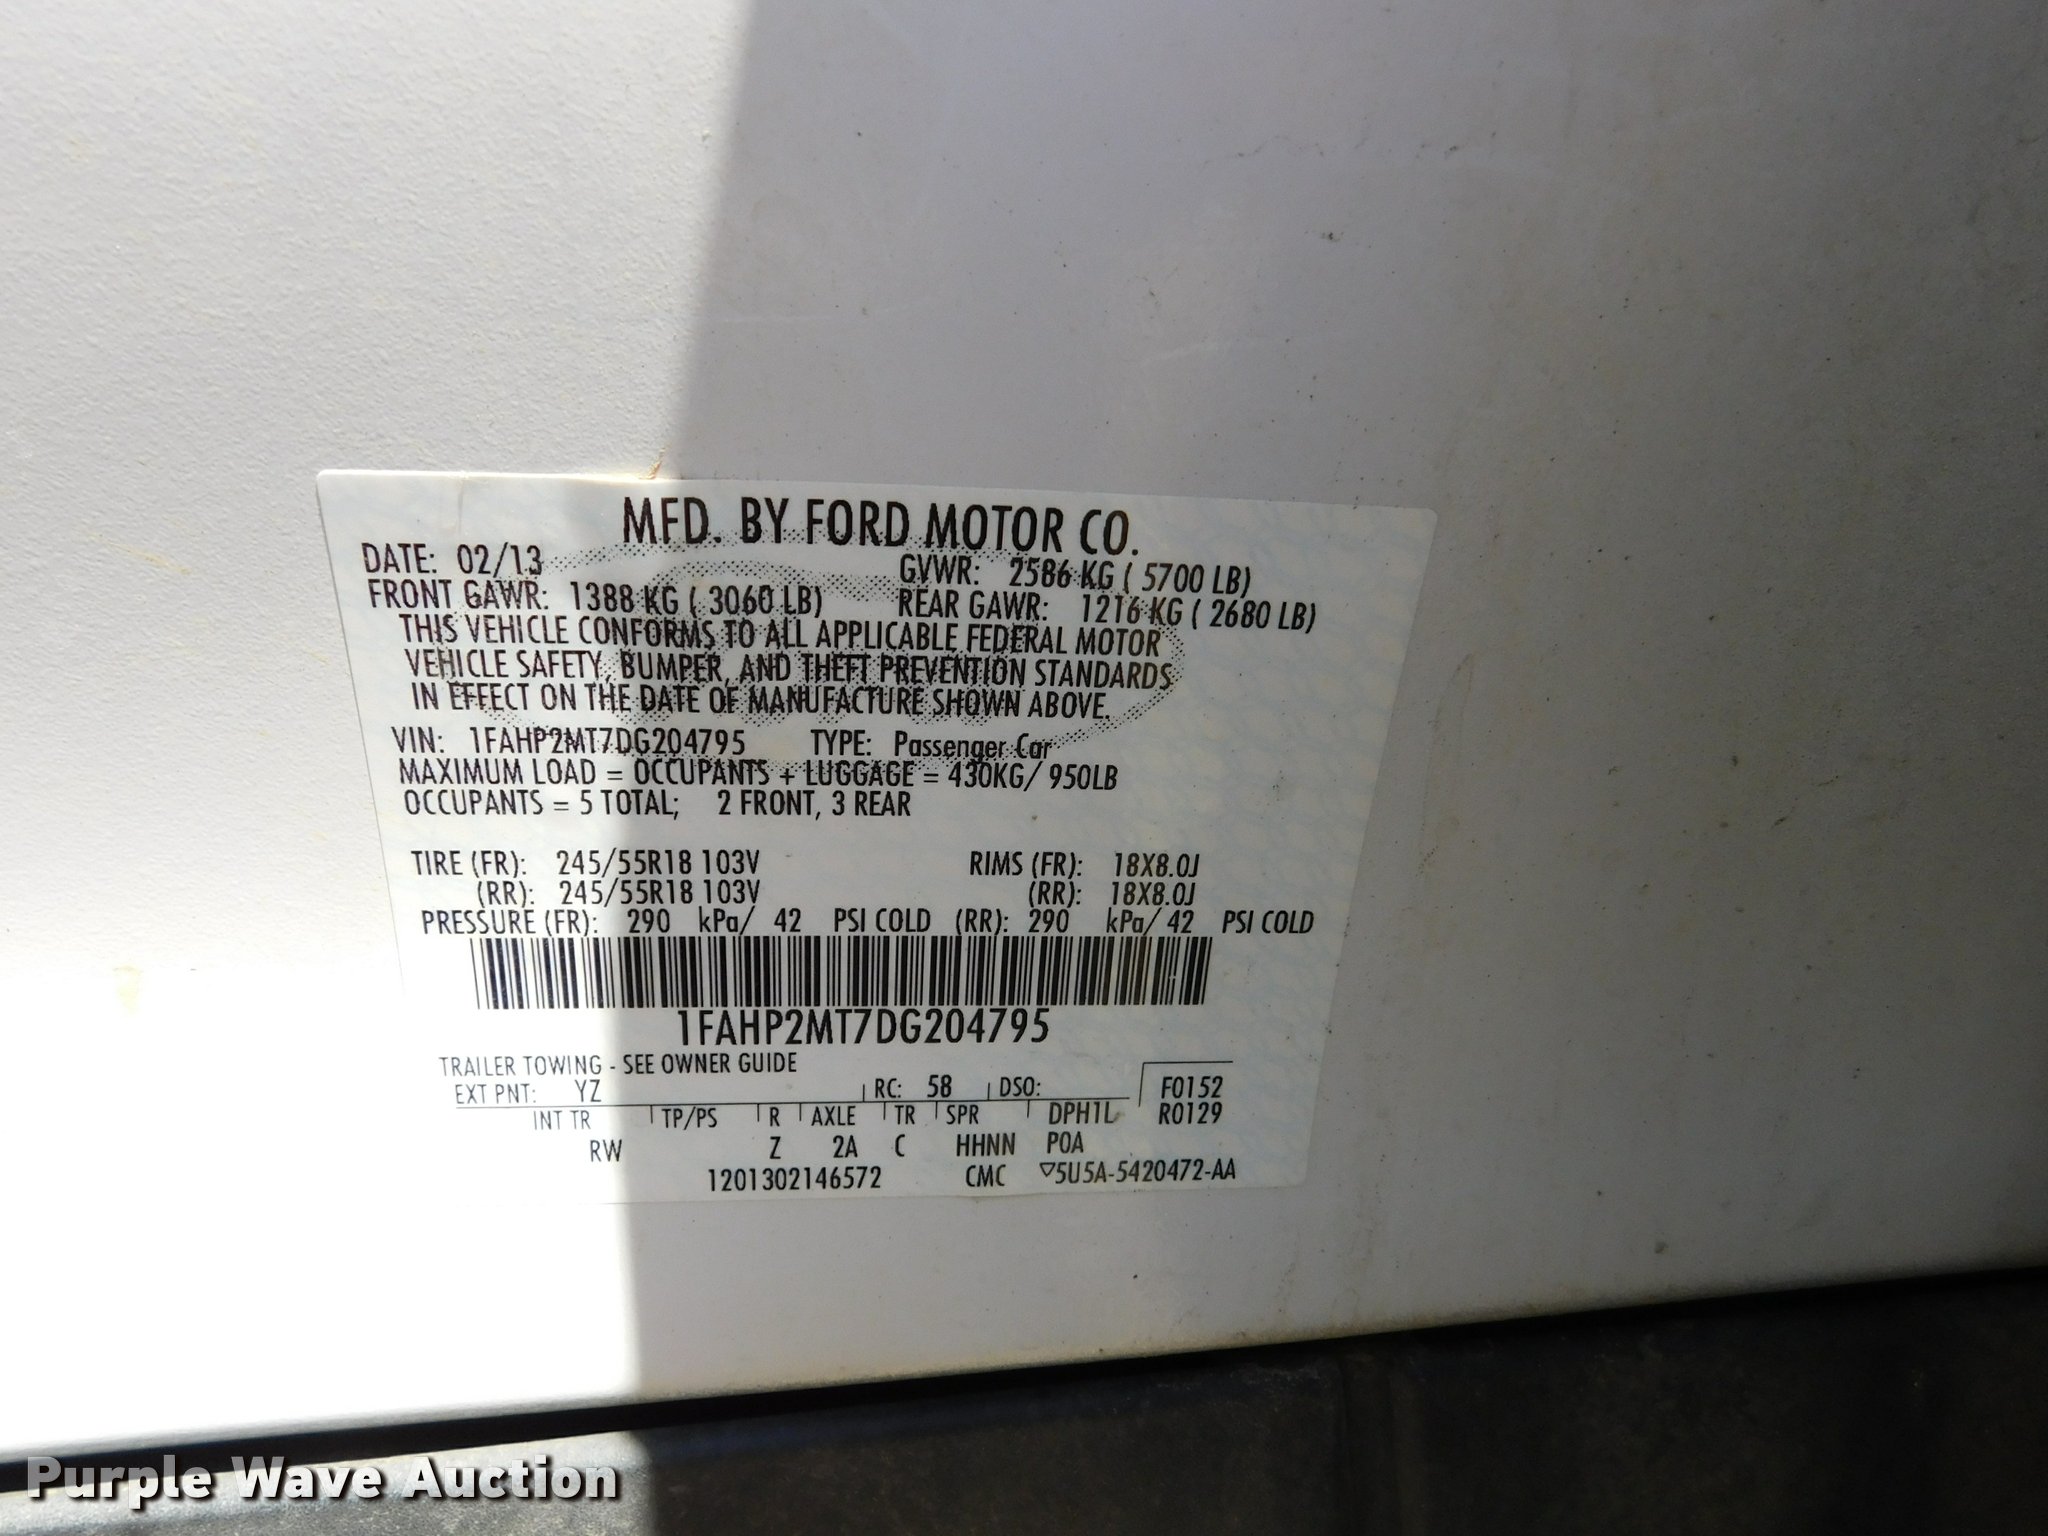 MFD. BY FORD MOTOR CO.
DATE: 02/13 GVWR: 2586 KG ( 5700 LB)
FRONT GAWR: 1388 KG ( 3060 LB) REAR GAWR: 1216 KG ( 2680 LB)
THIS VEHICLE CONFORMS TO ALL APPLICABLE FEDERAL MOTOR
VEHICLE SAFETY, BUMPER, AND THEFT PREVENTION STANDARDS
IN EFFECT ON THE DATE OF MANUFACTURE SHOWN ABOVE.
VIN: 1FAHP2MT7DG204795 TYPE: Passenger Car
MAXIMUM LOAD = OCCUPANTS + LUGGAGE = 430KG/ 950LB
OCCUPANTS = 5 TOTAL; 2 FRONT, 3 REAR
TIRE (FR): 245/55R18 103V RIMS (FR): 18X8.0J
(RR): 245/55R18 103V (RR): 18X8.0J
PRESSURE (FR): 290 kPa/ 42 PSI COLD (RR): 290 kPa/ 42 PSI COLD
1FAHP2MT7DG204795
TRAILER TOWING - SEE OWNER GUIDE
EXT PNT: YZ RC: 58 DSO: F0152
INT TR TP/PS R AXLE TR SPR DPH1L R0129
RW Z 2A C HHNN POA
1201302146572 CMC ▽5U5A-5420472-AA
Purple Wave Auction